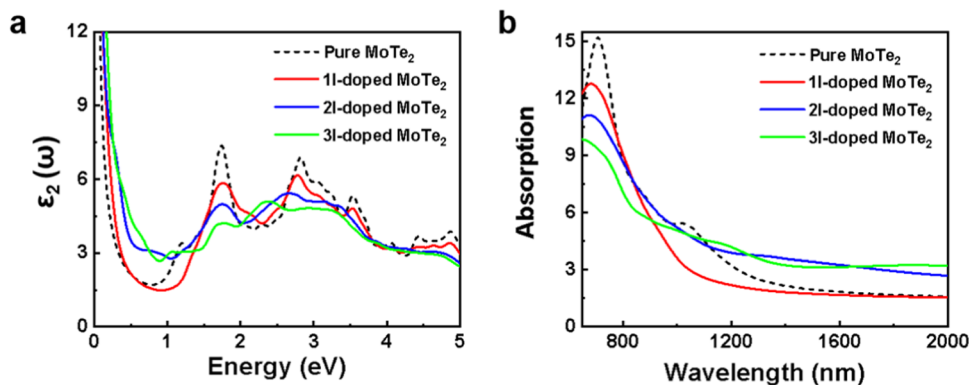 a
12
9
6
3
0
ε₂ (ω)
Pure MoTe₂
1I-doped MoTe₂
2I-doped MoTe₂
3I-doped MoTe₂
0 1 2 3 4 5
Energy (eV)
b
15
12
9
6
3
0
Absorption
Pure MoTe₂
1I-doped MoTe₂
2I-doped MoTe₂
3I-doped MoTe₂
800 1200 1600 2000
Wavelength (nm)